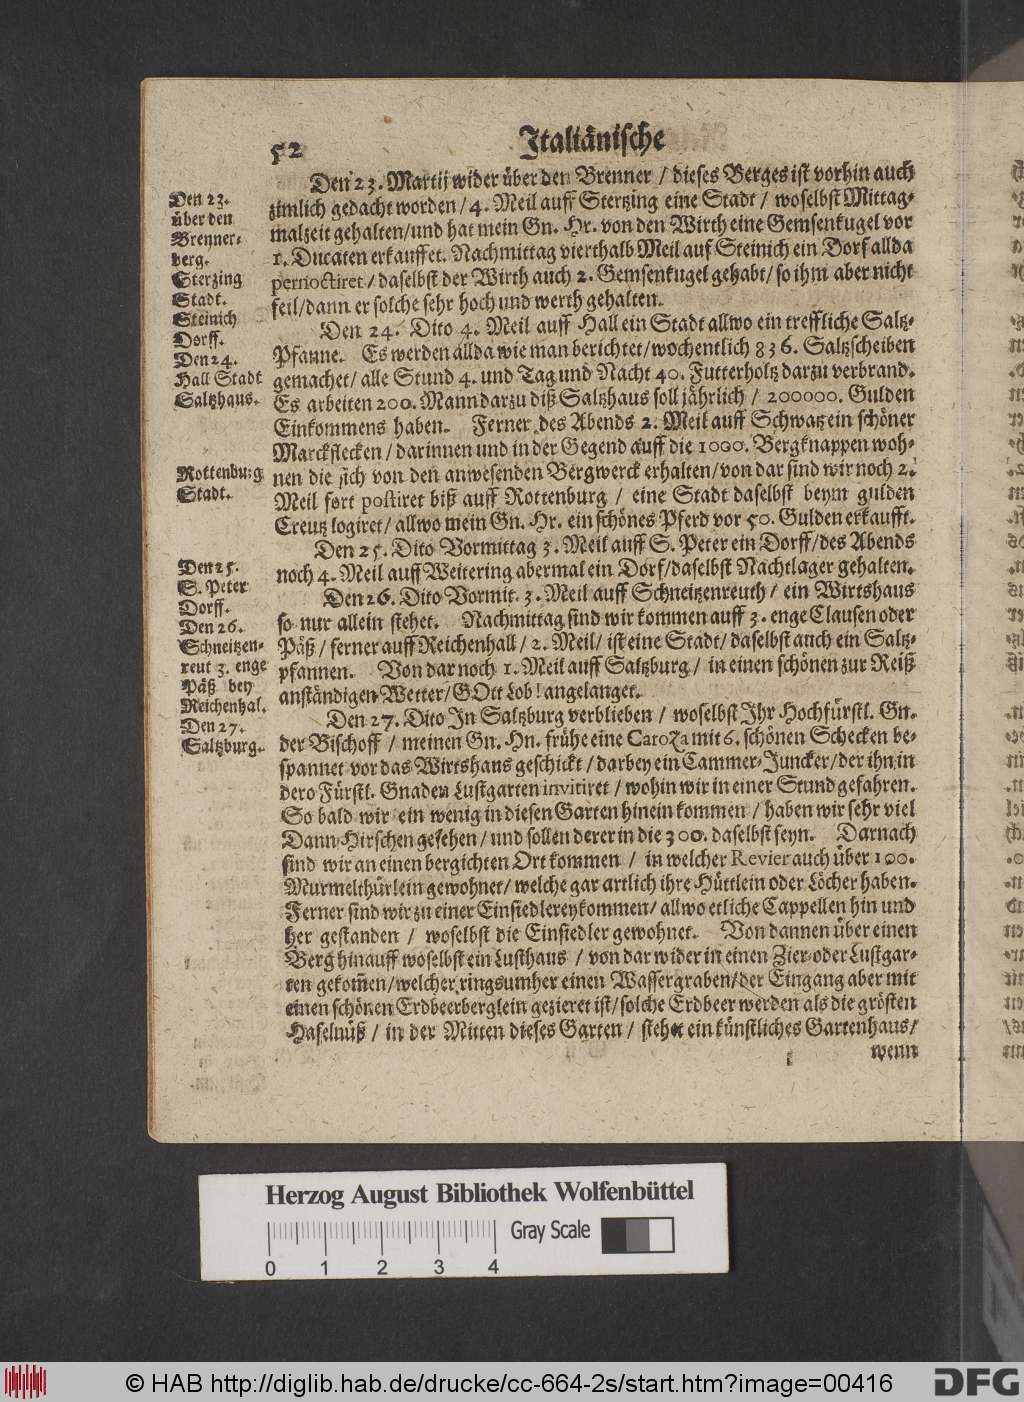 52
Italiänische
Den 23. Martij wider über den Brenner / dieses Berges ist vorhin auch
zimlich gedacht worden / 4. Meil auff Stertzing eine Stadt / woselbst Mittag-
malzeit gehalten/und hat mein Gn. Hr. von den Wirth eine Gemsenkugel vor
1. Ducaten erkauffet. Nachmittag vierthalb Meil auf Steinich ein Dorf allda
pernoctiret / daselbst der Wirth auch 2. Gemsenkugel gehabt / so ihm aber nicht
feil/dann er solche sehr hoch und werth gehalten.
Den 24. Dito 4. Meil auff Hall ein Stadt allwo ein treffliche Saltz-
Pfanne. Es werden allda wie man berichtet/wochentlich 836. Saltzscheiben
gemachet/ alle Stund 4. und Tag und Nacht 40. Futterholtz darzu verbrand.
Es arbeiten 200. Mann darzu diß Saltzhaus soll jährlich / 200000. Gulden
Einkommens haben. Ferner des Abends 2. Meil auff Schwatz ein schöner
Marckflecken / darinnen und in der Gegend auff die 1000. Bergknappen woh-
nen die sich von den anwesenden Bergwerck erhalten/von dar sind wir noch 2.
Meil fort postiret biß auff Rottenburg / eine Stadt daselbst beym gulden
Creutz logiret / allwo mein Gn. Hr. ein schönes Pferd vor 50. Gulden erkaufft.
Den 25. Dito Vormittag 3. Meil auff S. Peter ein Dorff/des Abends
noch 4. Meil auff Weitering abermal ein Dorf/daselbst Nachtlager gehalten.
Den 26. Dito Vormit. 3. Meil auff Schneitzenreuth / ein Wirtshaus
so nur allein stehet. Nachmittag sind wir kommen auff 3. enge Clausen oder
Päß / ferner auff Reichenhall / 2. Meil / ist eine Stadt / daselbst auch ein Saltz-
pfannen. Von dar noch 1. Meil auff Saltzburg / in einen schönen zur Reiß
anständigen Wetter/GOtt Lob! angelanget.
Den 27. Dito In Saltzburg verblieben / woselbst Ihr Hochfürstl. Gn.
der Bischoff / meinen Gn. Hn. frühe eine Caroza mit 6. schönen Schecken be-
spannet vor das Wirtshaus geschickt / darbey ein Cammer-Juncker/der ihn in
dero Fürstl. Gnaden Lustgarten invitiret / wohin wir in einer Stund gefahren.
So bald wir ein wenig in diesen Garten hinein kommen / haben wir sehr viel
Dann-Hirschen gesehen / und sollen derer in die 300. daselbst seyn. Darnach
sind wir an einen bergichten Ort kommen / in welcher Revier auch über 100.
Murmelthürlein gewohnet/ welche gar artlich ihre Hüttlein oder Löcher haben.
Ferner sind wir zu einer Einsiedlerey kommen / allwo etliche Cappellen hin und
her gestanden / woselbst die Einsiedler gewohnet. Von dannen über einen
Berg hinauff woselbst ein Lusthaus / von dar wider in einen Zier-oder Lustgar-
ten gekom̃en/welcher ringsumher einen Wassergraben/der Eingang aber mit
einen schönen Erdbeerberglein gezieret ist/solche Erdbeer werden als die grösten
Haselnüß / in der Mitten dieses Garten / stehet ein künstliches Gartenhaus/
wenn
Den 23.
über den
Brenner-
berg.
Sterzing
Stadt.
Steinich
Dorff.
Den 24.
Hall Stadt
Saltzhaus.
Rottenburg
Stadt.
Den 25.
S. Peter
Dorff.
Den 26.
Schneitzen-
reut 3. enge
Päß bey
Reichenhal.
Den 27.
Saltzburg.
Herzog August Bibliothek Wolfenbüttel
Gray Scale
0 1 2 3 4
© HAB http://diglib.hab.de/drucke/cc-664-2s/start.htm?image=00416
DFG